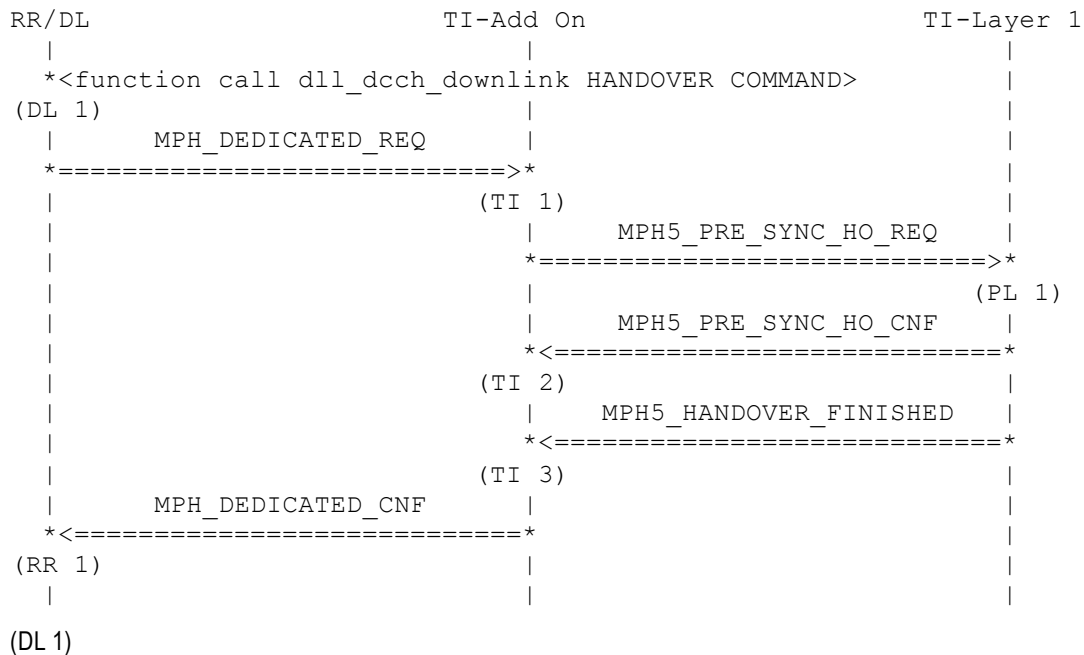 RR/DL                      TI-Add On                     TI-Layer 1
  |                             |                             |
  *<function call dll_dcch_downlink HANDOVER COMMAND>         |
(DL 1)                          |                             |
  |      MPH_DEDICATED_REQ      |                             |
  *============================>*                             |
  |                          (TI 1)                           |
  |                             |     MPH5_PRE_SYNC_HO_REQ    |
  |                             *============================>*
  |                             |                           (PL 1)
  |                             |     MPH5_PRE_SYNC_HO_CNF    |
  |                             *<============================*
  |                          (TI 2)                           |
  |                             |    MPH5_HANDOVER_FINISHED   |
  |                             *<============================*
  |                          (TI 3)                           |
  |      MPH_DEDICATED_CNF      |                             |
  *<============================*                             |
(RR 1)                          |                             |
  |                             |                             |
(DL 1)